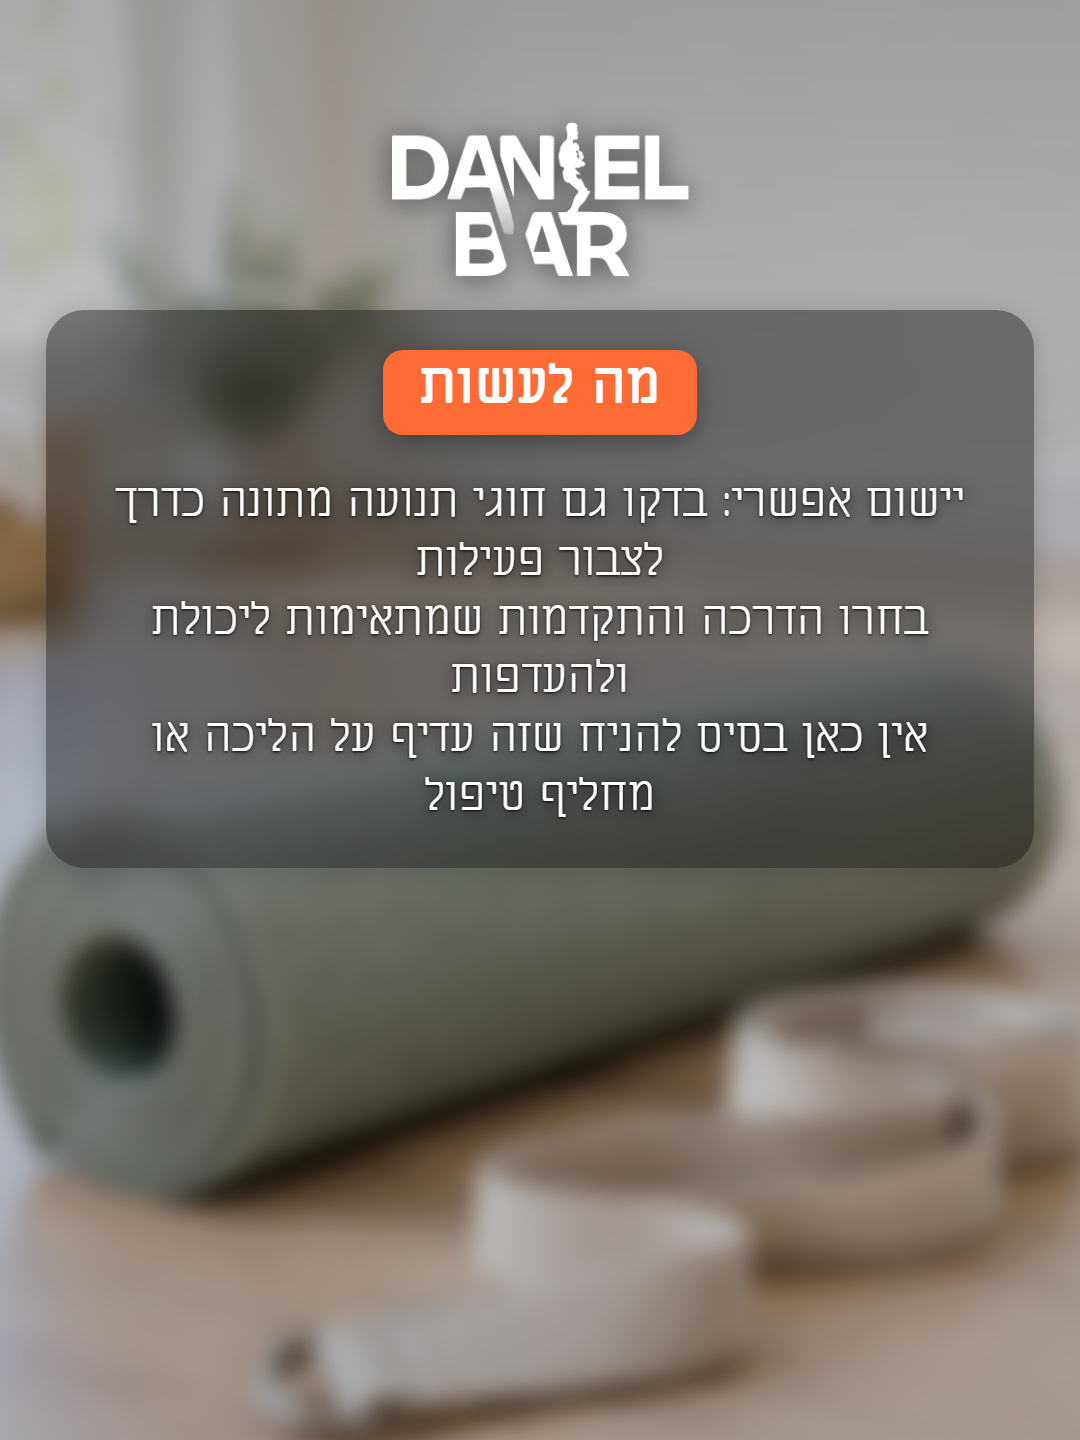 DANIEL
BAR
מה לעשות
יישום אפשרי: בדקו גם חוגי תנועה מתונה כדרך
לצבור פעילות
בחרו הדרכה והתקדמות שמתאימות ליכולת
ולהעדפות
אין כאן בסיס להניח שזה עדיף על הליכה או
מחליף טיפול